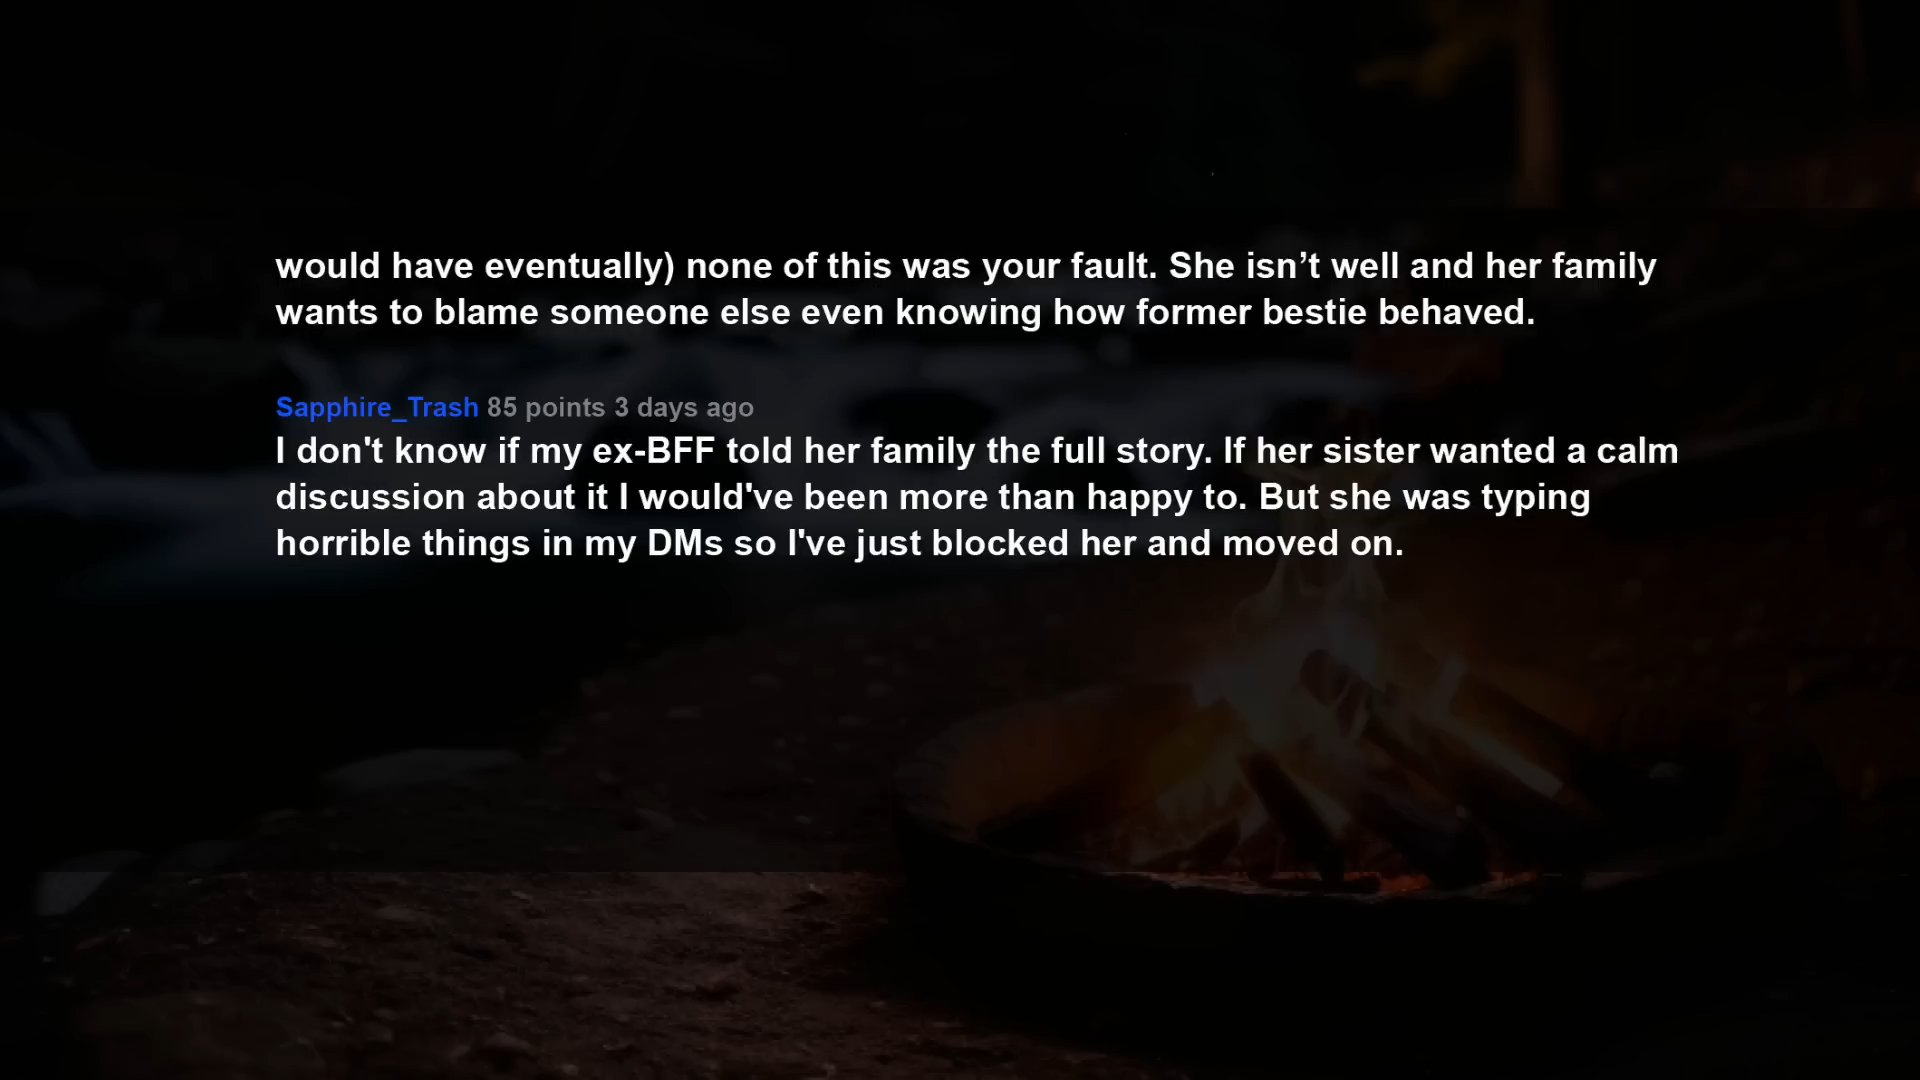 would have eventually) none of this was your fault. She isn’t well and her family
wants to blame someone else even knowing how former bestie behaved.
Sapphire_Trash 85 points 3 days ago
I don't know if my ex-BFF told her family the full story. If her sister wanted a calm
discussion about it I would've been more than happy to. But she was typing
horrible things in my DMs so I've just blocked her and moved on.